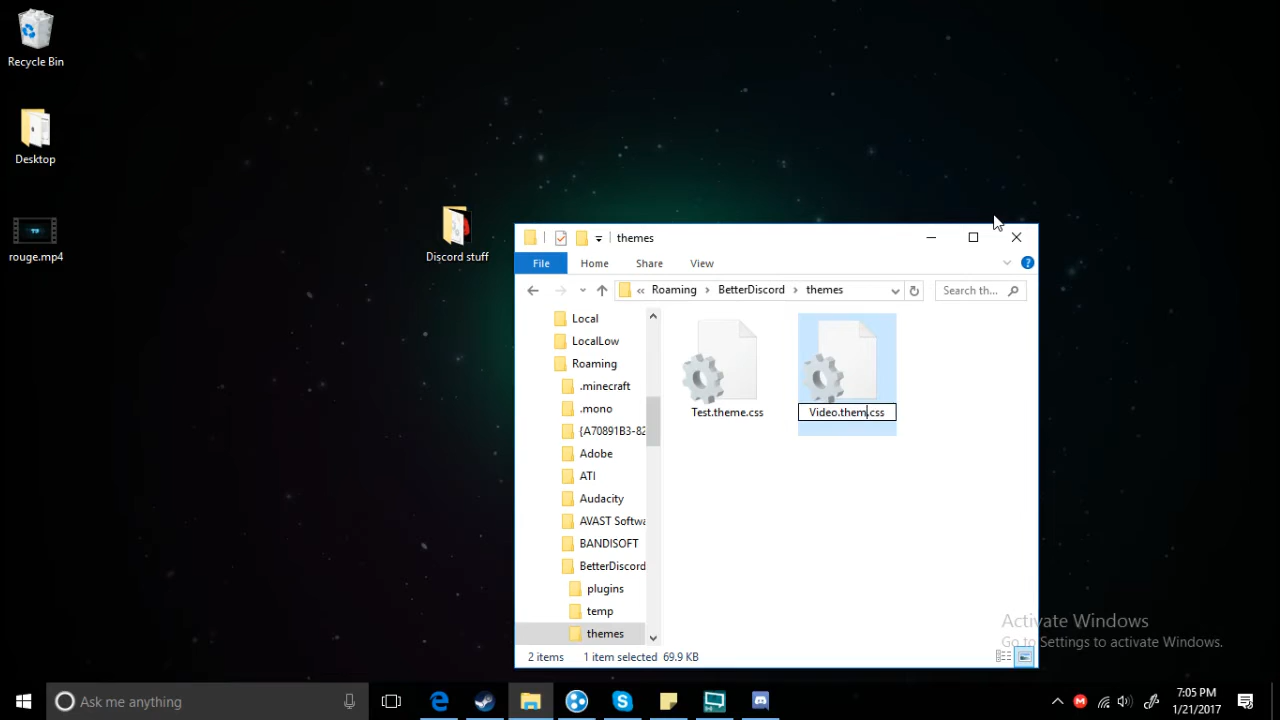 Recycle Bin
Desktop
rouge.mp4
Discord stuff
themes
File Home Share View
« Roaming > BetterDiscord > themes
Search th...
Local
LocalLow
Roaming
.minecraft
.mono
{A70891B3-82
Adobe
ATI
Audacity
AVAST Softwa
BANDISOFT
BetterDiscord
plugins
temp
themes
Test.theme.css
Video.them.css
2 items 1 item selected 69.9 KB
Activate Windows
Go to Settings to activate Windows.
Ask me anything
7:05 PM
1/21/2017